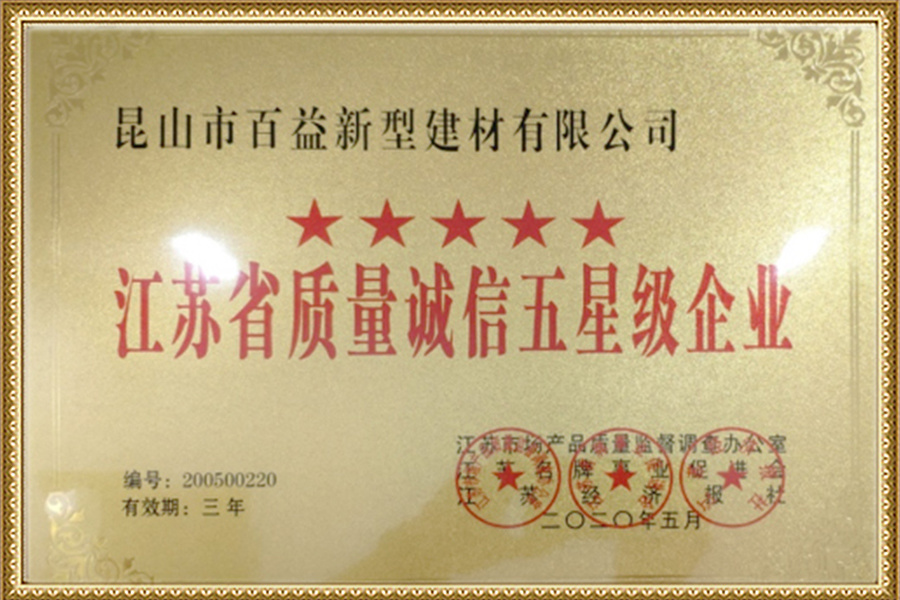 昆山市百益新型建材有限公司
★★★★★
江苏省质量诚信五星级企业
江苏市场产品质量监督调查办公室
江苏名牌事业促进会
江苏经济报社
二〇二〇年五月
编号：200500220
有效期：三年